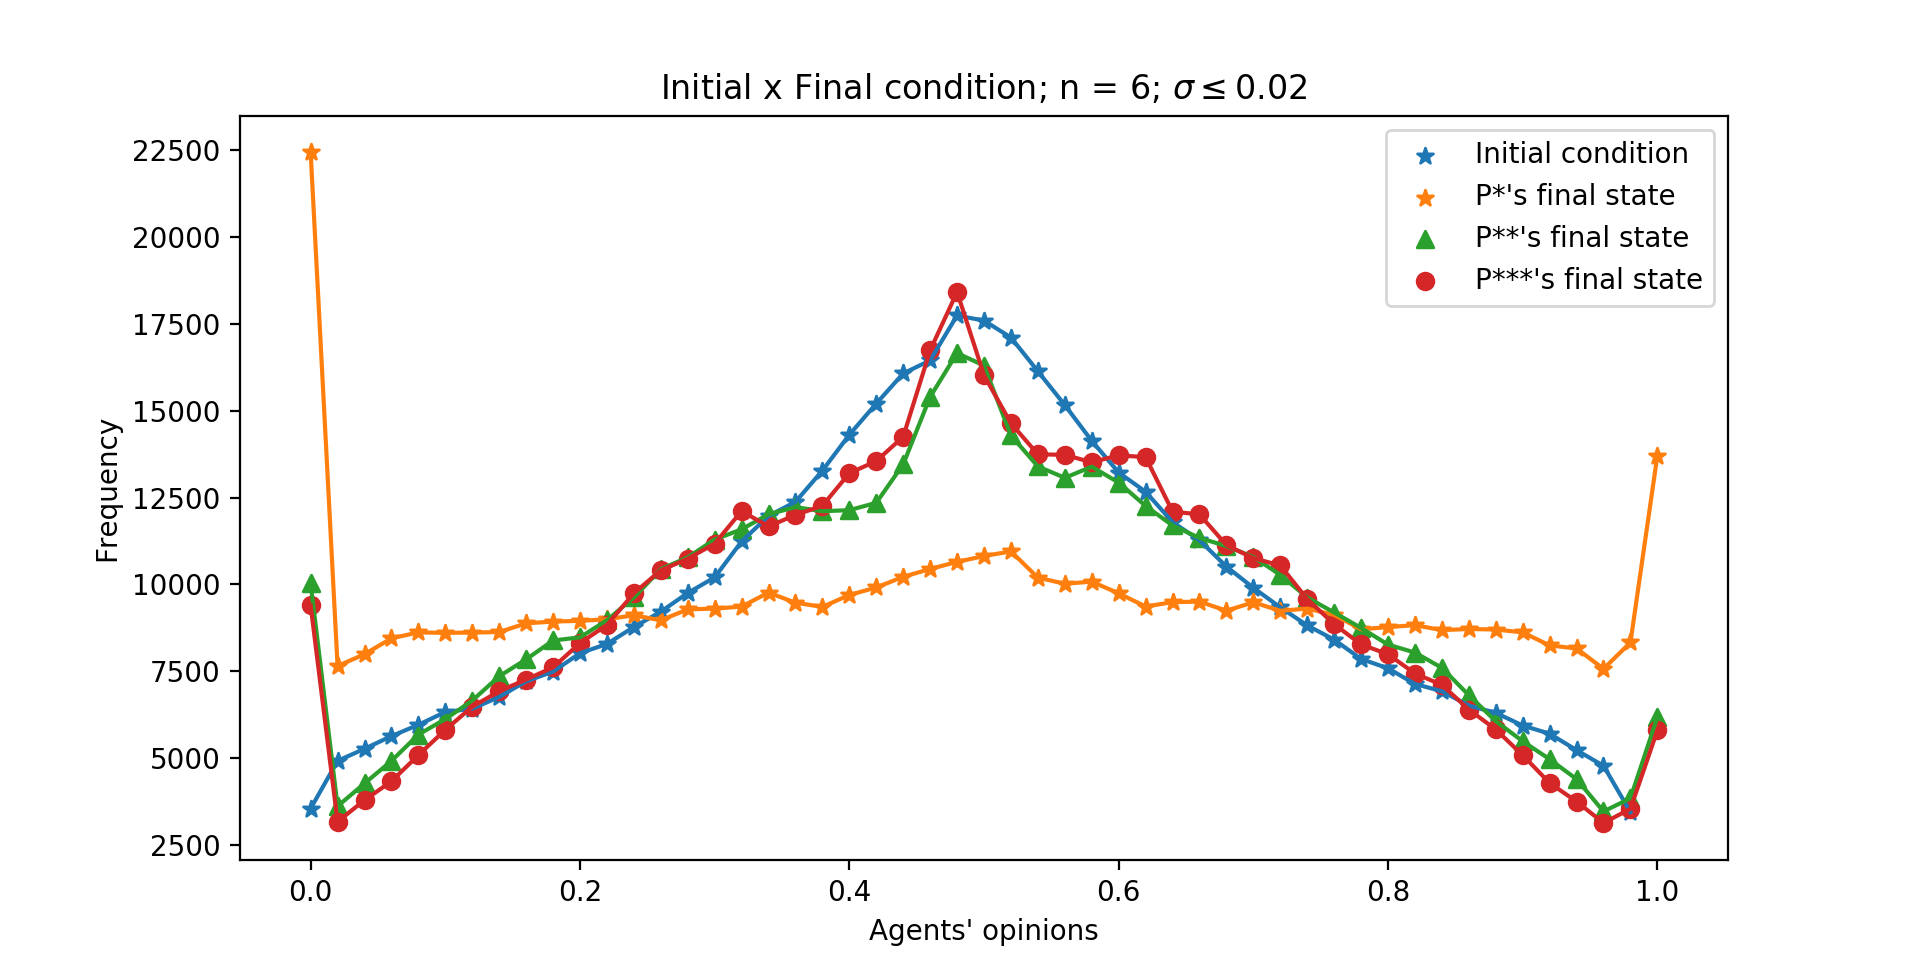 Initial x Final condition; n = 6; σ ≤ 0.02
Initial condition
P*'s final state
P**'s final state
P***'s final state
22500
20000
17500
15000
12500
10000
7500
5000
2500
Frequency
0.0 0.2 0.4 0.6 0.8 1.0
Agents' opinions